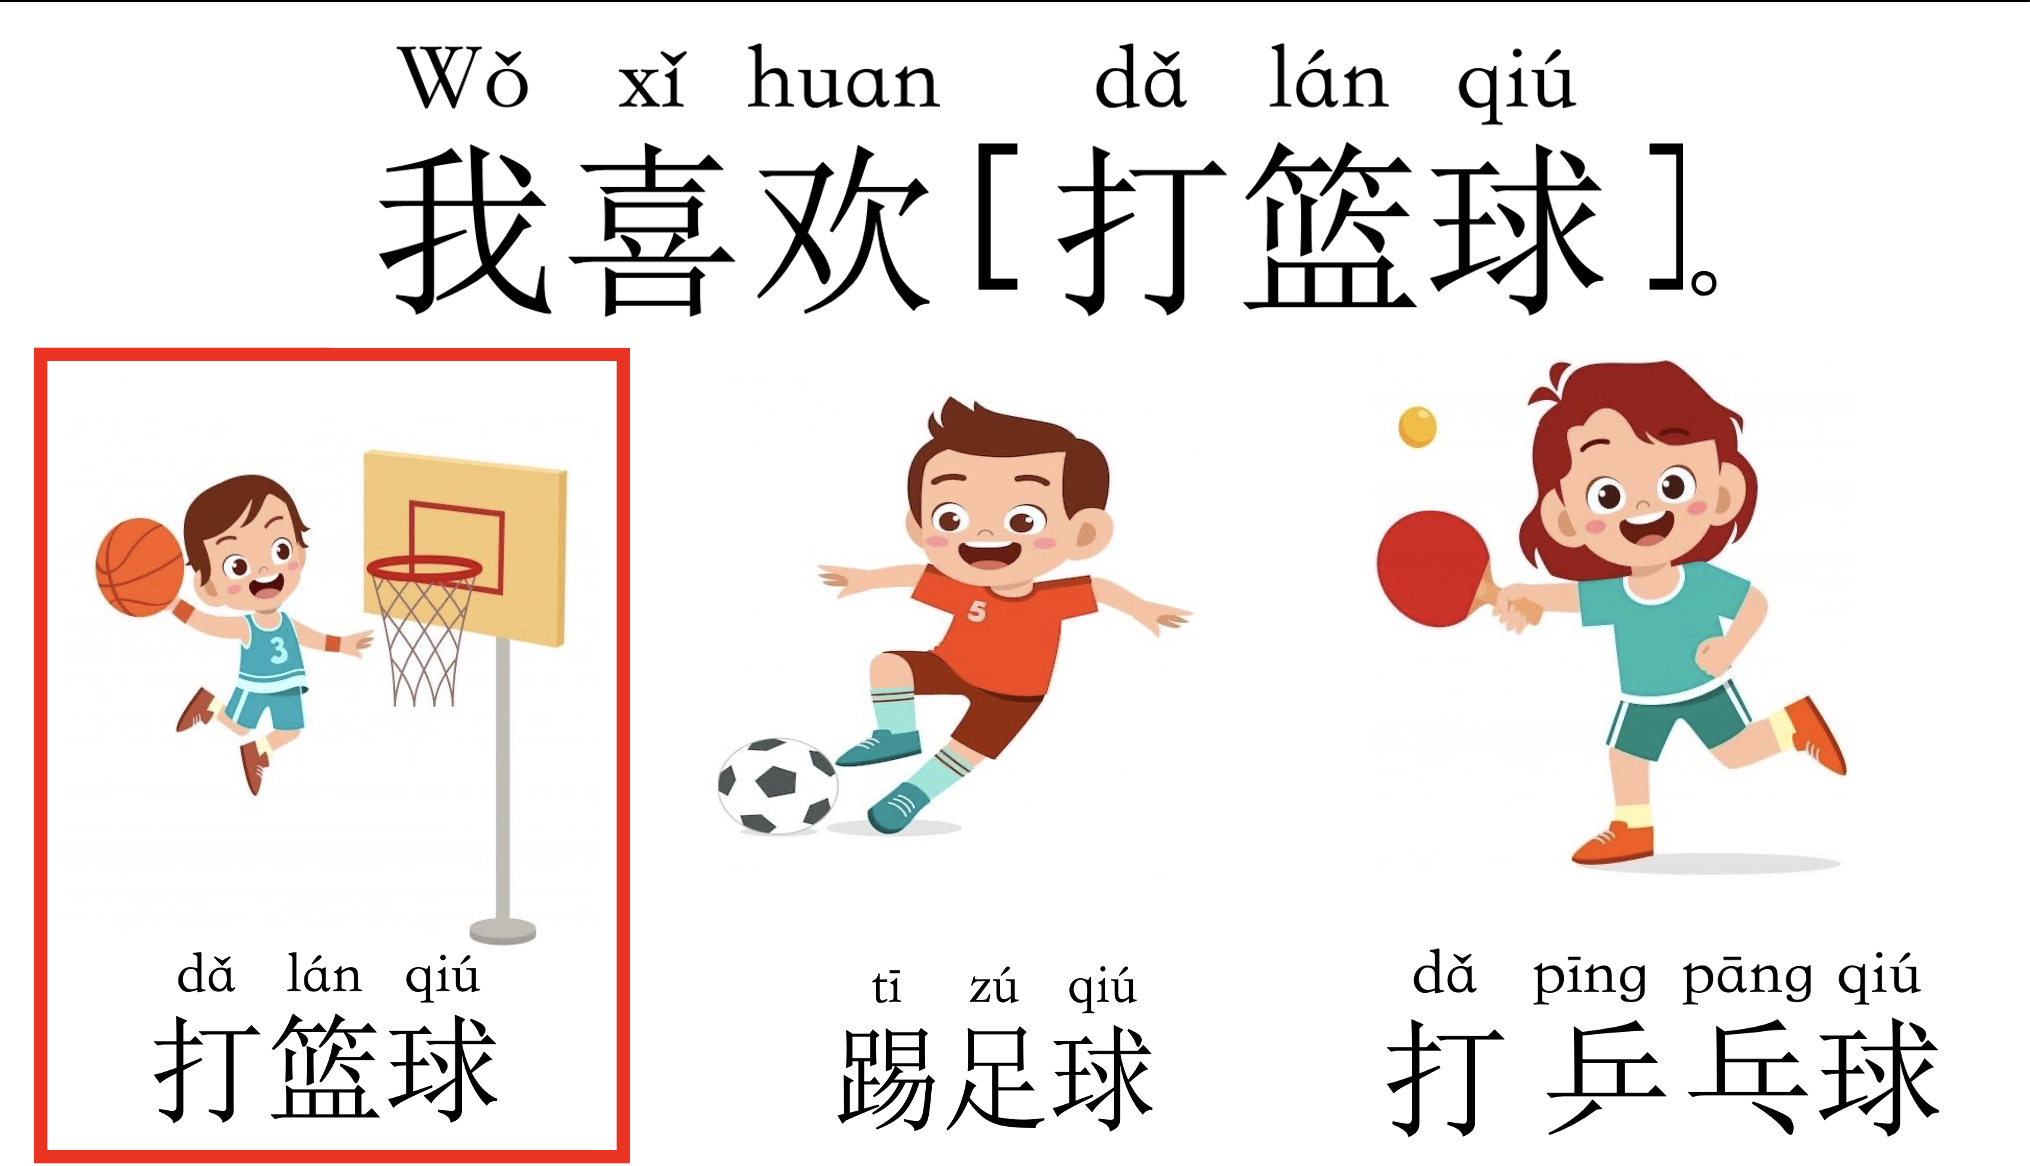 Wǒ xǐ huan dǎ lán qiú
我喜欢[打篮球]。
3
5
dǎ lán qiú
打篮球
tī zú qiú
踢足球
dǎ pīng pāng qiú
打乒乓球